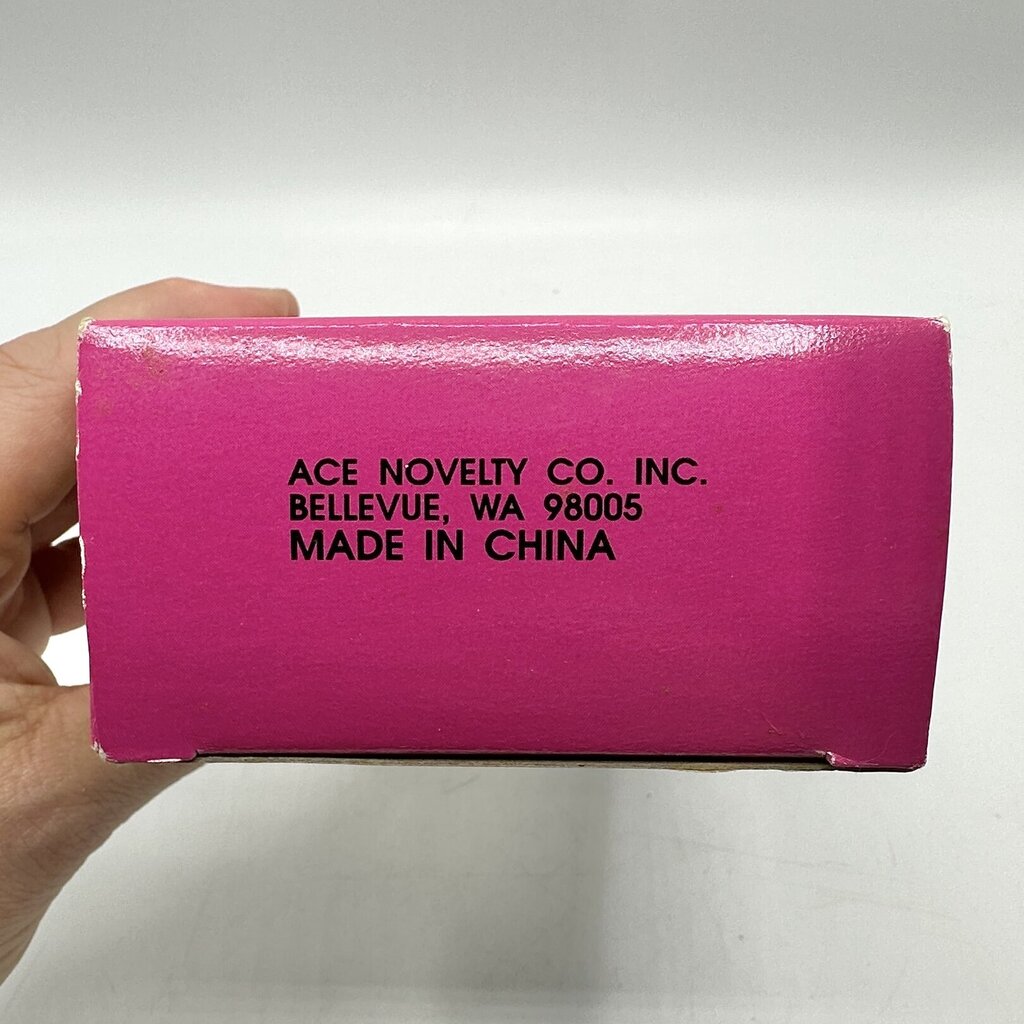 ACE NOVELTY CO. INC.
BELLEVUE, WA 98005
MADE IN CHINA